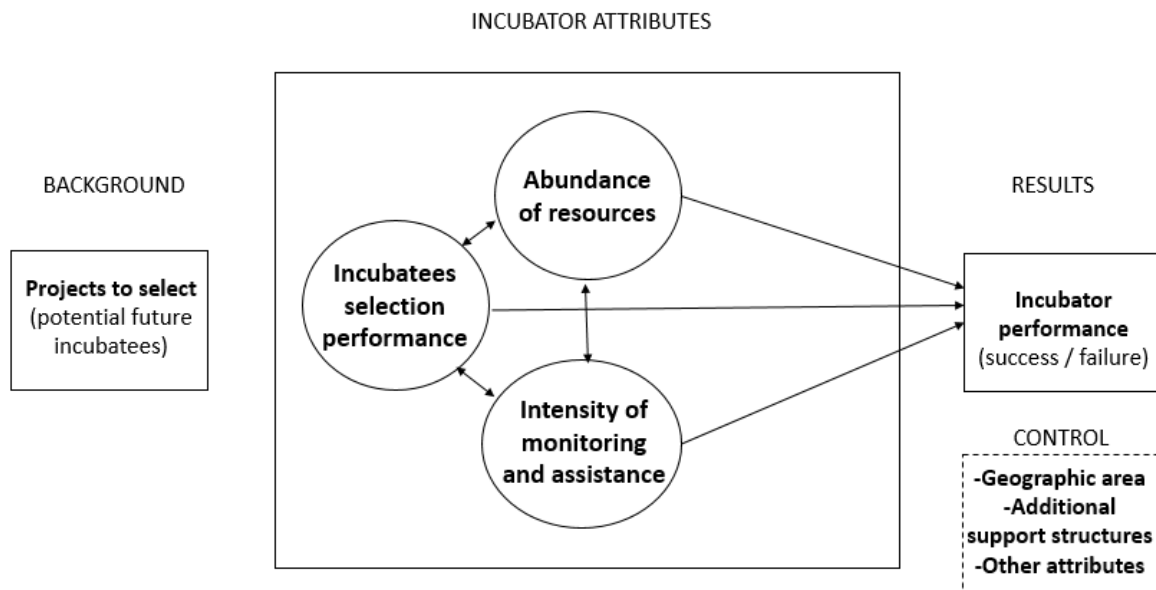 INCUBATOR ATTRIBUTES
BACKGROUND
Projects to select
(potential future
incubatees)
Abundance
of resources
Incubatees
selection
performance
Intensity of
monitoring
and assistance
RESULTS
Incubator
performance
(success / failure)
CONTROL
-Geographic area
-Additional
support structures
-Other attributes